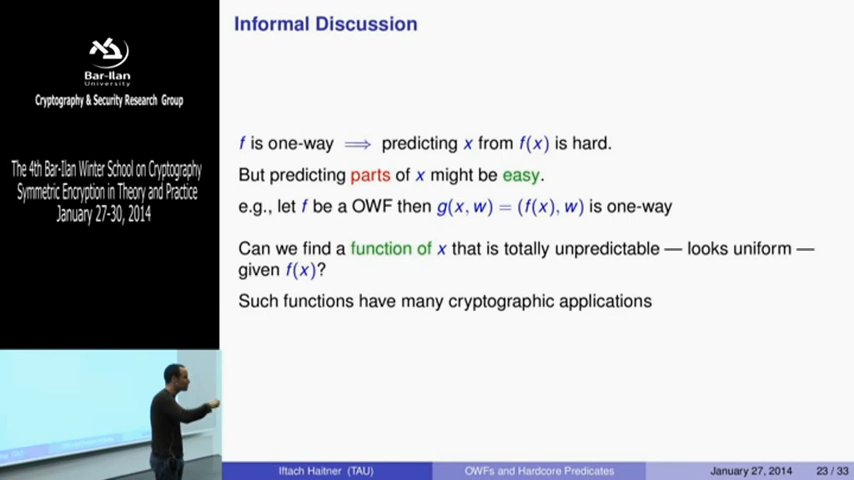 Bar-Ilan
University
Cryptography & Security Research Group
The 4th Bar-Ilan Winter School on Cryptography
Symmetric Encryption in Theory and Practice
January 27-30, 2014
Informal Discussion
f is one-way ⟹ predicting x from f(x) is hard.
But predicting parts of x might be easy.
e.g., let f be a OWF then g(x, w) = (f(x), w) is one-way
Can we find a function of x that is totally unpredictable — looks uniform —
given f(x)?
Such functions have many cryptographic applications
Iftach Haitner (TAU) OWFs and Hardcore Predicates January 27, 2014 23 / 33